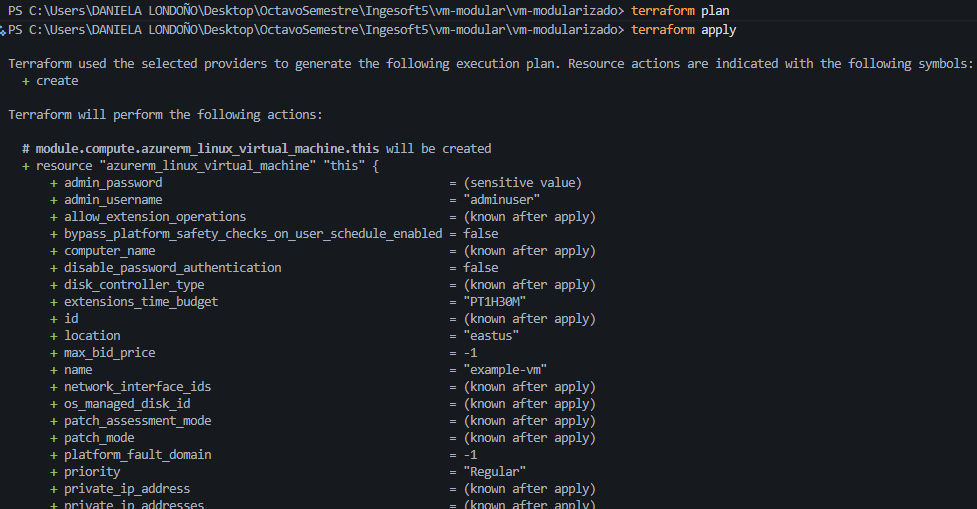 PS C:\Users\DANIELA LONDOÑO\Desktop\OctavoSemestre\Ingesoft5\vm-modular\vm-modularizado> terraform plan
PS C:\Users\DANIELA LONDOÑO\Desktop\OctavoSemestre\Ingesoft5\vm-modular\vm-modularizado> terraform apply
Terraform used the selected providers to generate the following execution plan. Resource actions are indicated with the following symbols:
+ create
Terraform will perform the following actions:
# module.compute.azurerm_linux_virtual_machine.this will be created
+ resource "azurerm_linux_virtual_machine" "this" {
+ admin_password = (sensitive value)
+ admin_username = "adminuser"
+ allow_extension_operations = (known after apply)
+ bypass_platform_safety_checks_on_user_schedule_enabled = false
+ computer_name = (known after apply)
+ disable_password_authentication = false
+ disk_controller_type = (known after apply)
+ extensions_time_budget = "PT1H30M"
+ id = (known after apply)
+ location = "eastus"
+ max_bid_price = -1
+ name = "example-vm"
+ network_interface_ids = (known after apply)
+ os_managed_disk_id = (known after apply)
+ patch_assessment_mode = (known after apply)
+ patch_mode = (known after apply)
+ platform_fault_domain = -1
+ priority = "Regular"
+ private_ip_address = (known after apply)
+ private_ip_addresses = (known after apply)